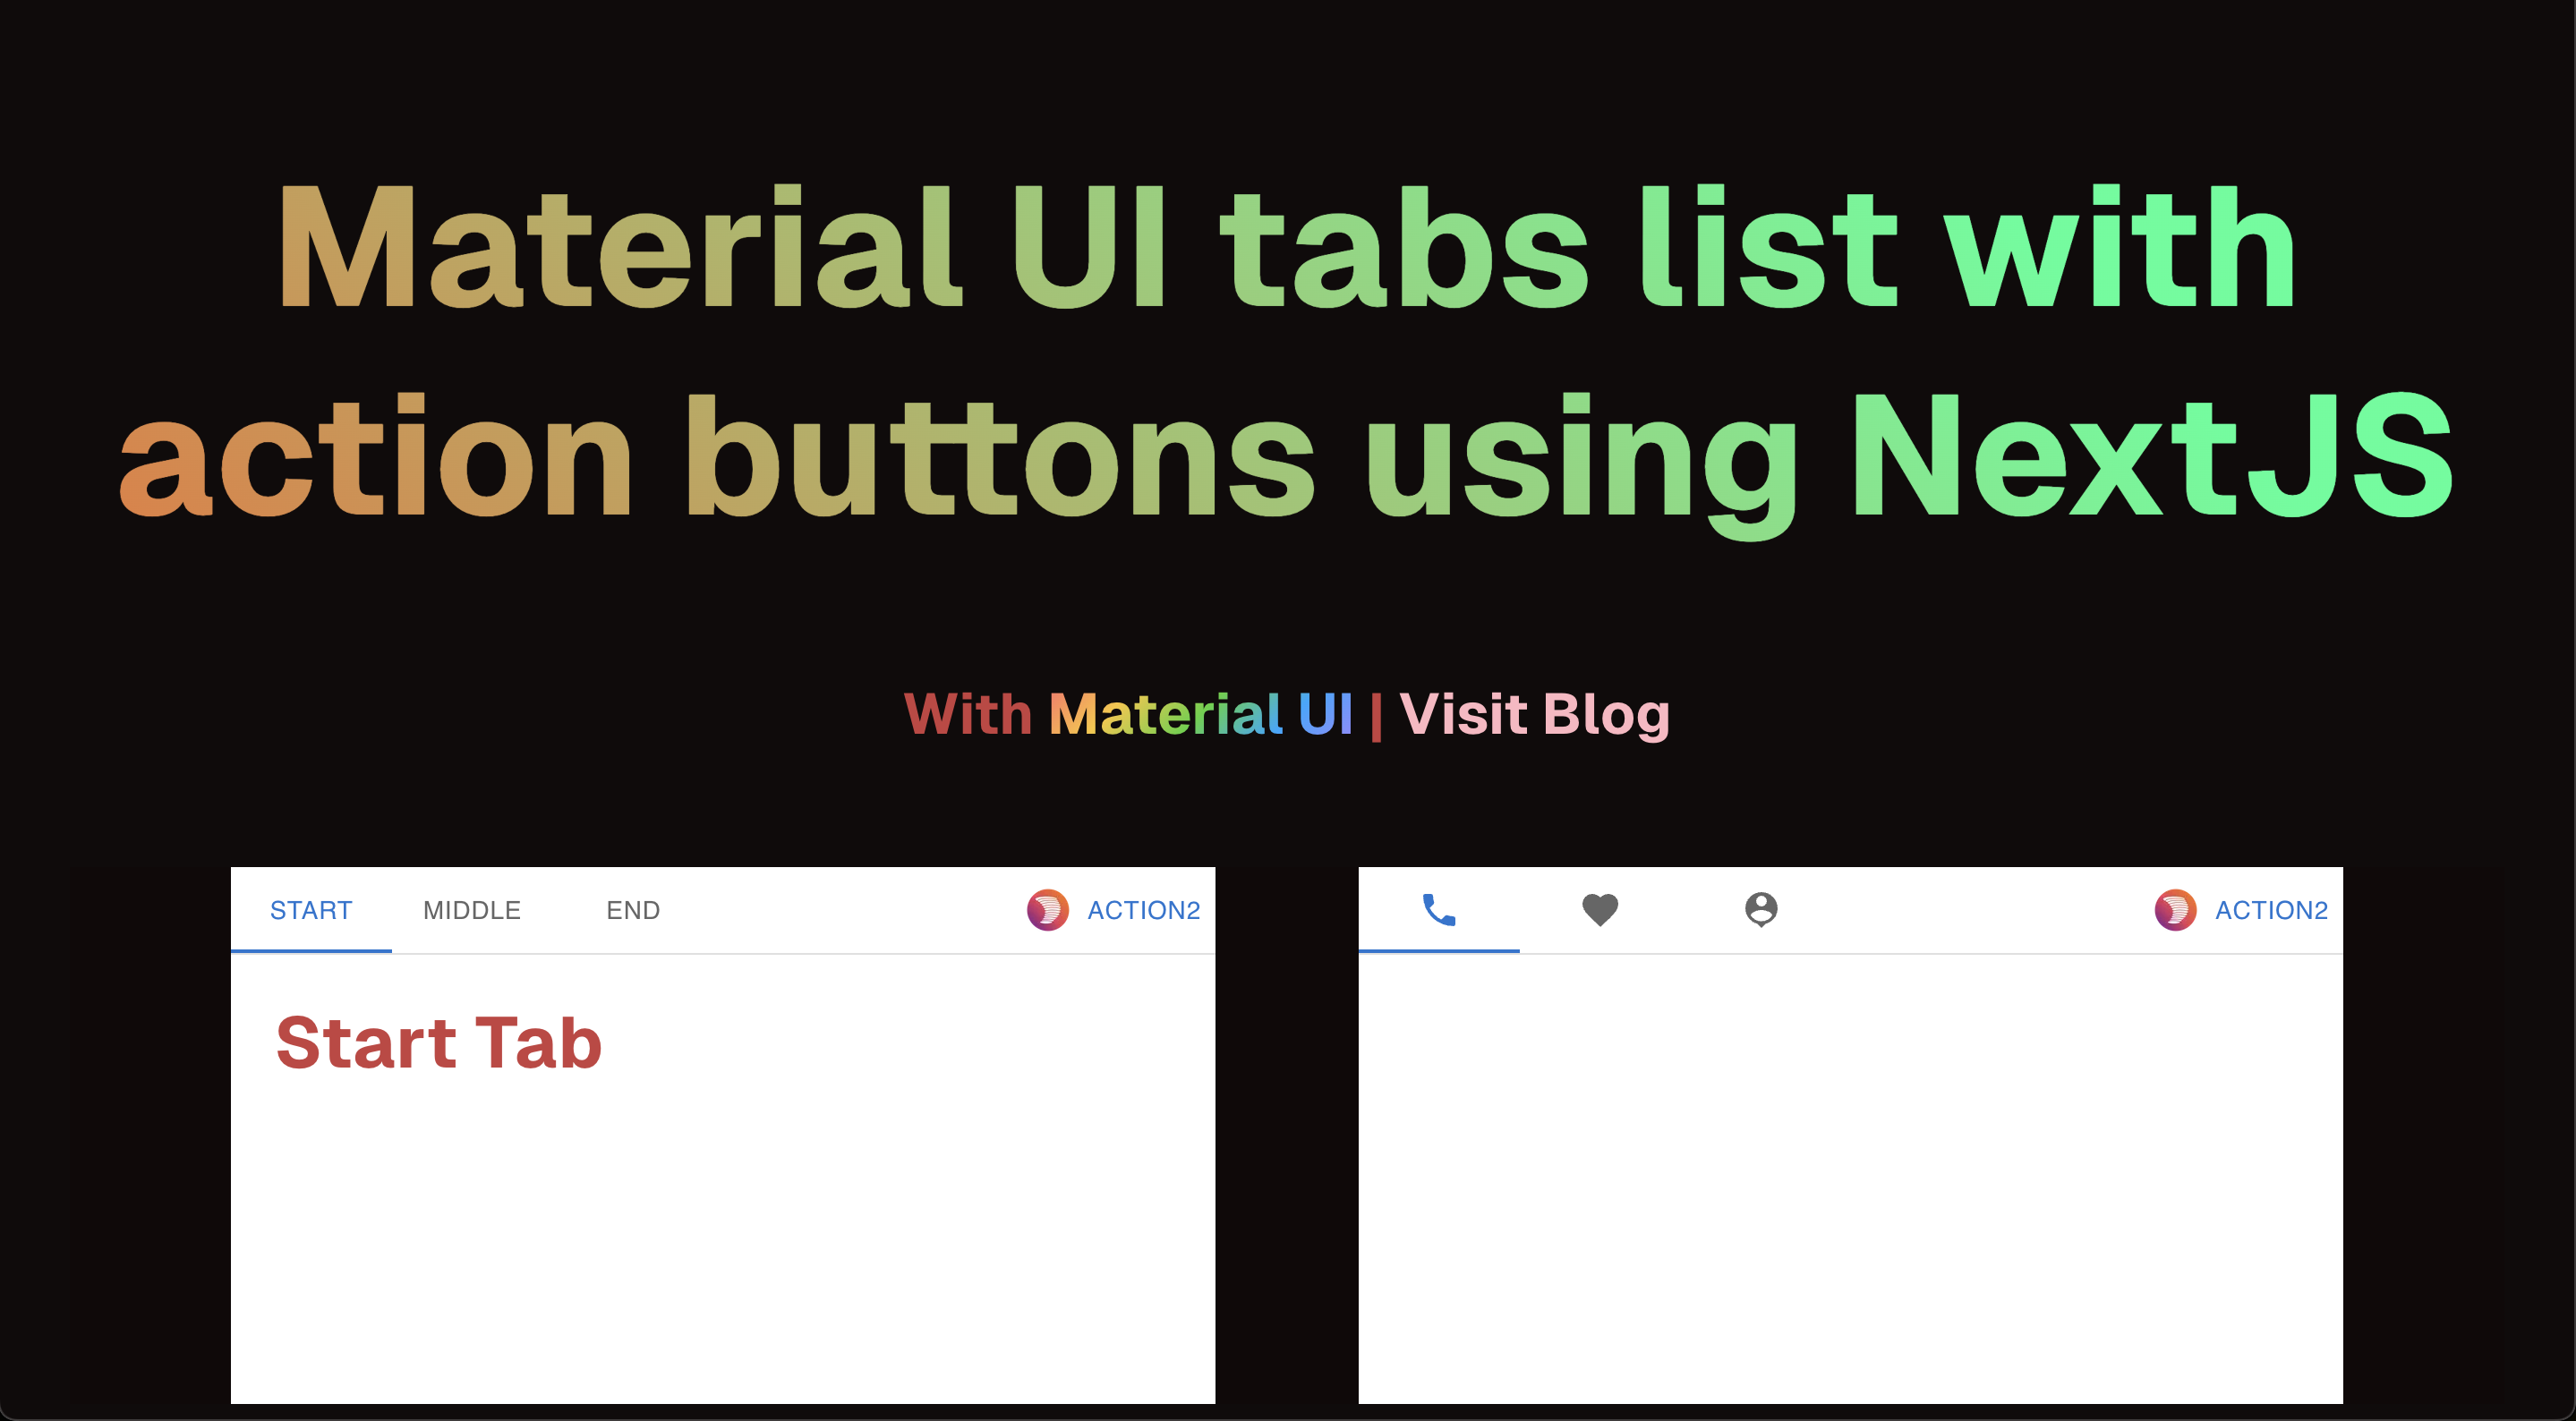 Material UI tabs list with
action buttons using NextJS
With Material UI | Visit Blog
START MIDDLE END ACTION2
Start Tab
ACTION2